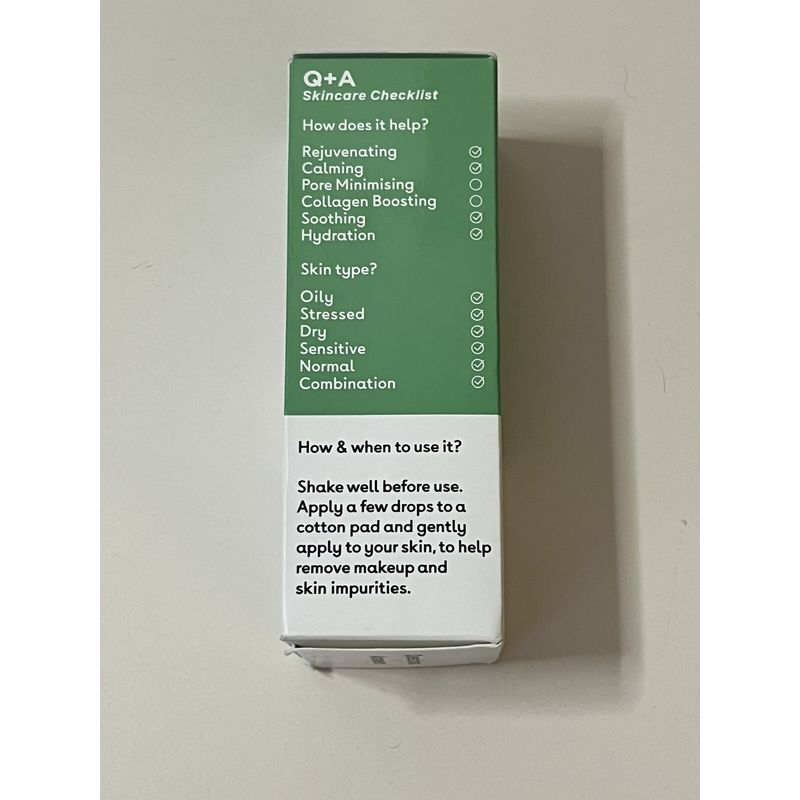 Q+A
Skincare Checklist
How does it help?
Rejuvenating
Calming
Pore Minimising
Collagen Boosting
Soothing
Hydration
Skin type?
Oily
Stressed
Dry
Sensitive
Normal
Combination
How & when to use it?
Shake well before use.
Apply a few drops to a
cotton pad and gently
apply to your skin, to help
remove makeup and
skin impurities.